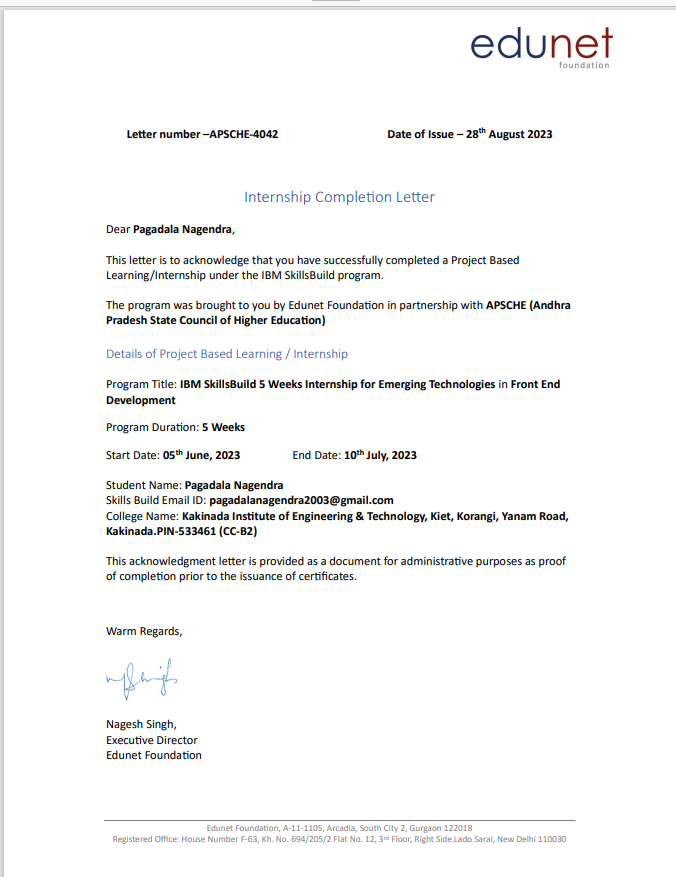 edunet
foundation
Letter number –APSCHE-4042 Date of Issue – 28th August 2023
Internship Completion Letter
Dear Pagadala Nagendra,
This letter is to acknowledge that you have successfully completed a Project Based
Learning/Internship under the IBM SkillsBuild program.
The program was brought to you by Edunet Foundation in partnership with APSCHE (Andhra
Pradesh State Council of Higher Education)
Details of Project Based Learning / Internship
Program Title: IBM SkillsBuild 5 Weeks Internship for Emerging Technologies in Front End
Development
Program Duration: 5 Weeks
Start Date: 05th June, 2023 End Date: 10th July, 2023
Student Name: Pagadala Nagendra
Skills Build Email ID: pagadalanagendra2003@gmail.com
College Name: Kakinada Institute of Engineering & Technology, Kiet, Korangi, Yanam Road,
Kakinada.PIN-533461 (CC-B2)
This acknowledgment letter is provided as a document for administrative purposes as proof
of completion prior to the issuance of certificates.
Warm Regards,
Nagesh Singh,
Executive Director
Edunet Foundation
Edunet Foundation, A-11-1105, Arcadia, South City 2, Gurgaon 122018
Registered Office: House Number F-63, Kh. No. 694/205/2 Flat No. 12, 3rd Floor, Right Side Lado Sarai, New Delhi 110030